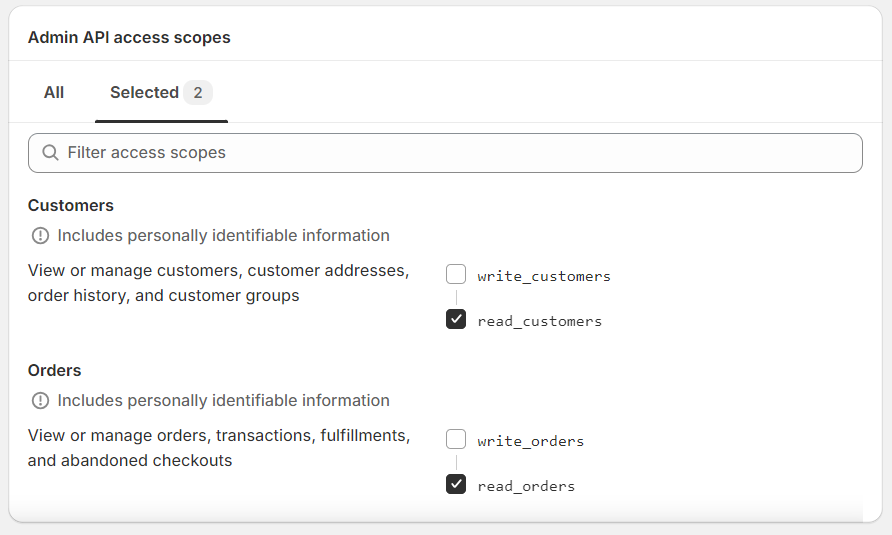 Admin API access scopes
All
Selected 2
Filter access scopes
Customers
Includes personally identifiable information
View or manage customers, customer addresses,
order history, and customer groups
write_customers
read_customers
Orders
Includes personally identifiable information
View or manage orders, transactions, fulfillments,
and abandoned checkouts
write_orders
read_orders